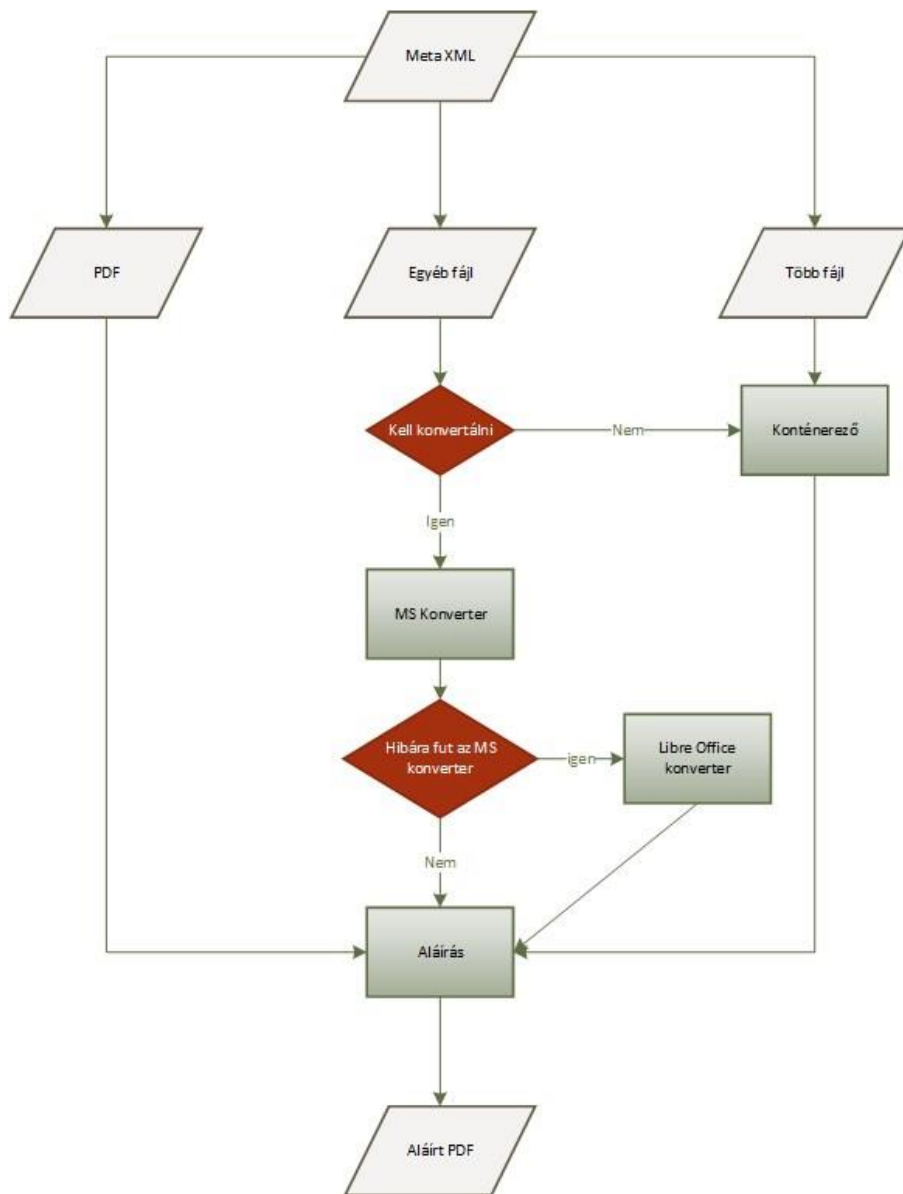 Meta XML
PDF
Egyéb fájl
Több fájl
Kell konvertálni
Nem
Konténerező
Igen
MS Konverter
Hibára fut az MS
konverter
igen
Libre Office
konverter
Nem
Aláírás
Aláírt PDF